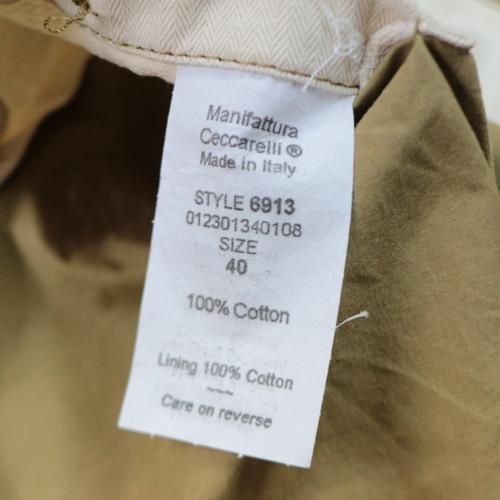 Manifattura
Ceccarelli ®
Made in Italy
STYLE 6913
012301340108
SIZE
40
100% Cotton
Lining 100% Cotton
~~~
Care on reverse